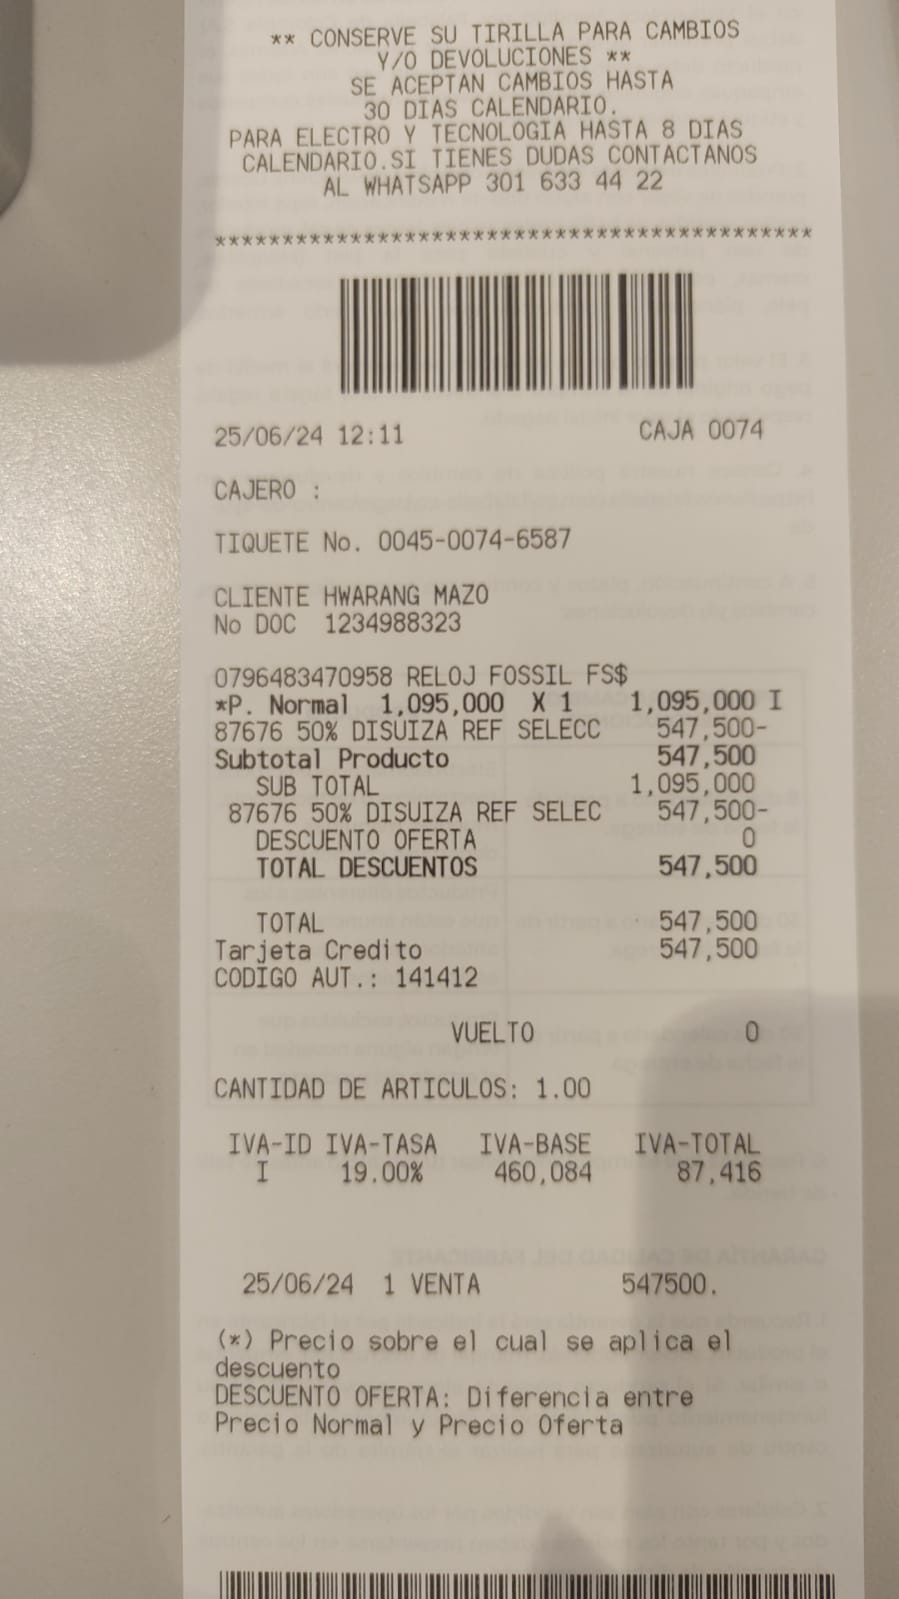 ** CONSERVE SU TIRILLA PARA CAMBIOS
Y/O DEVOLUCIONES **
SE ACEPTAN CAMBIOS HASTA
30 DIAS CALENDARIO.
PARA ELECTRO Y TECNOLOGIA HASTA 8 DIAS
CALENDARIO.SI TIENES DUDAS CONTACTANOS
AL WHATSAPP 301 633 44 22
********************************************
25/06/24 12:11 CAJA 0074
CAJERO :
TIQUETE No. 0045-0074-6587
CLIENTE HWARANG MAZO
No DOC 1234988323
0796483470958 RELOJ FOSSIL FS$
*P. Normal 1,095,000 X 1 1,095,000 I
87676 50% DISUIZA REF SELECC 547,500-
Subtotal Producto 547,500
SUB TOTAL 1,095,000
87676 50% DISUIZA REF SELEC 547,500-
DESCUENTO OFERTA 0
TOTAL DESCUENTOS 547,500
TOTAL 547,500
Tarjeta Credito 547,500
CODIGO AUT.: 141412
VUELTO 0
CANTIDAD DE ARTICULOS: 1.00
IVA-ID IVA-TASA IVA-BASE IVA-TOTAL
I 19.00% 460,084 87,416
25/06/24 1 VENTA 547500.
(*) Precio sobre el cual se aplica el
descuento
DESCUENTO OFERTA: Diferencia entre
Precio Normal y Precio Oferta